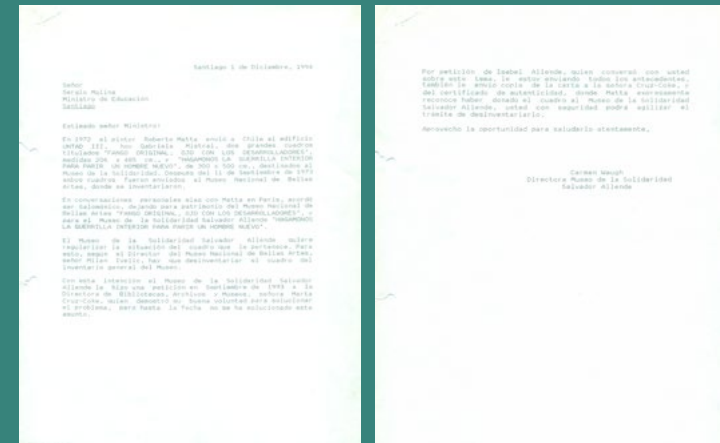 Santiago 1 de Diciembre, 1994
Señor
Sergio Molina
Ministro de Educación
Santiago
Estimado señor Ministro:
En 1972 el pintor Roberto Matta envió a Chile al edificio
UNTAD III, hoy Gabriela Mistral, dos grandes cuadros
titulados "FANGO ORIGINAL, OJO CON LOS DESARROLLADORES",
medidas 204 x 465 cm., y "HAGAMONOS LA GUERRILLA INTERIOR
PARA PARIR UN HOMBRE NUEVO", de 300 x 500 cm., destinados al
Museo de la Solidaridad. Después del 11 de Septiembre de 1973
ambos cuadros fueron enviados al Museo Nacional de Bellas
Artes, donde se inventariaron.
En conversaciones personales mías con Matta en París, acordó
ser Salomónico, dejando para patrimonio del Museo Nacional de
Bellas Artes "FANGO ORIGINAL, OJO CON LOS DESARROLLADORES", y
para el Museo de la Solidaridad Salvador Allende "HAGAMONOS
LA GUERRILLA INTERIOR PARA PARIR UN HOMBRE NUEVO".
El Museo de la Solidaridad Salvador Allende quiere
regularizar la situación del cuadro que le pertenece. Para
esto, según el Director del Museo Nacional de Bellas Artes,
señor Milan Ivelic, hay que desinventariar el cuadro del
inventario general del Museo.
Con esta intención el Museo de la Solidaridad Salvador
Allende le hizo una petición en Septiembre de 1993 a la
Directora de Bibliotecas, Archivos y Museos, señora Marta
Cruz-Coke, quien demostró su buena voluntad para solucionar
el problema, pero hasta la fecha no se ha solucionado este
asunto.
Por petición de Isabel Allende, quien conversó con usted
sobre este tema, le estoy enviando todos los antecedentes,
también le envío copia de la carta a la señora Cruz-Coke, y
del certificado de autenticidad, donde Matta expresamente
reconoce haber donado el cuadro al Museo de la Solidaridad
Salvador Allende, usted con seguridad podrá agilizar el
trámite de desinventariarlo.
Aprovecho la oportunidad para saludarlo atentamente,
Carmen Waugh
Directora Museo de la Solidaridad
Salvador Allende